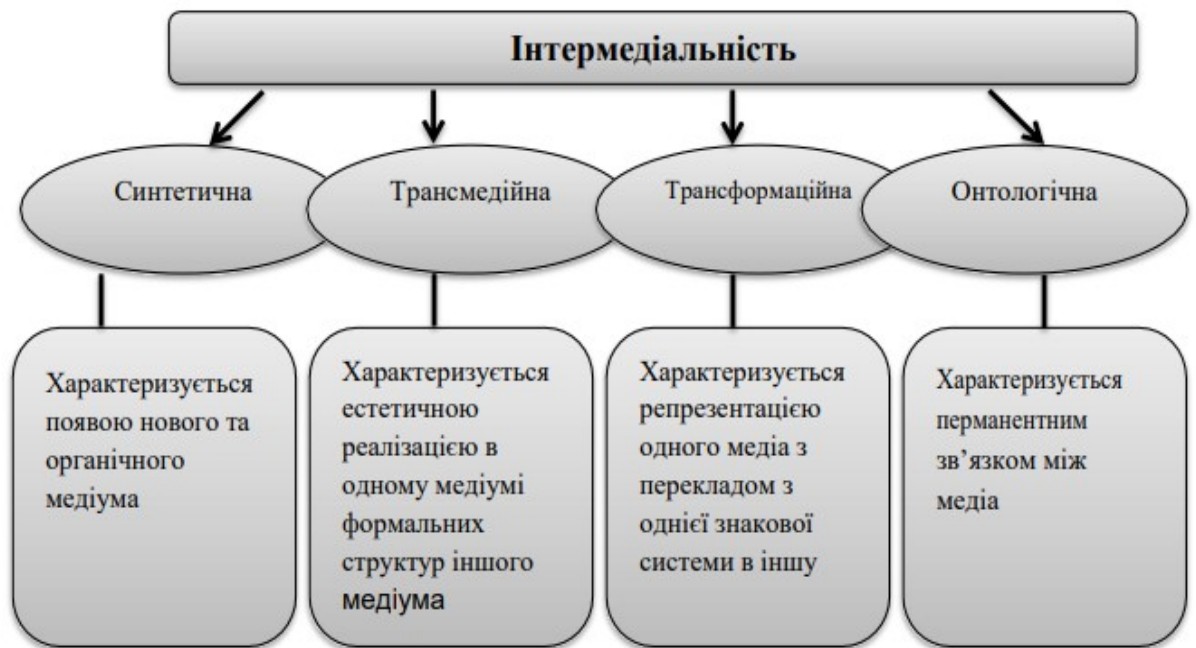 Інтермедіальність
Синтетична
Трансмедійна
Трансформаційна
Онтологічна
Характеризується
появою нового та
органічного
медіума
Характеризується
естетичною
реалізацією в
одному медіумі
формальних
структур іншого
медіума
Характеризується
репрезентацією
одного медіа з
перекладом з
однієї знакової
системи в іншу
Характеризується
перманентним
зв’язком між
медіа